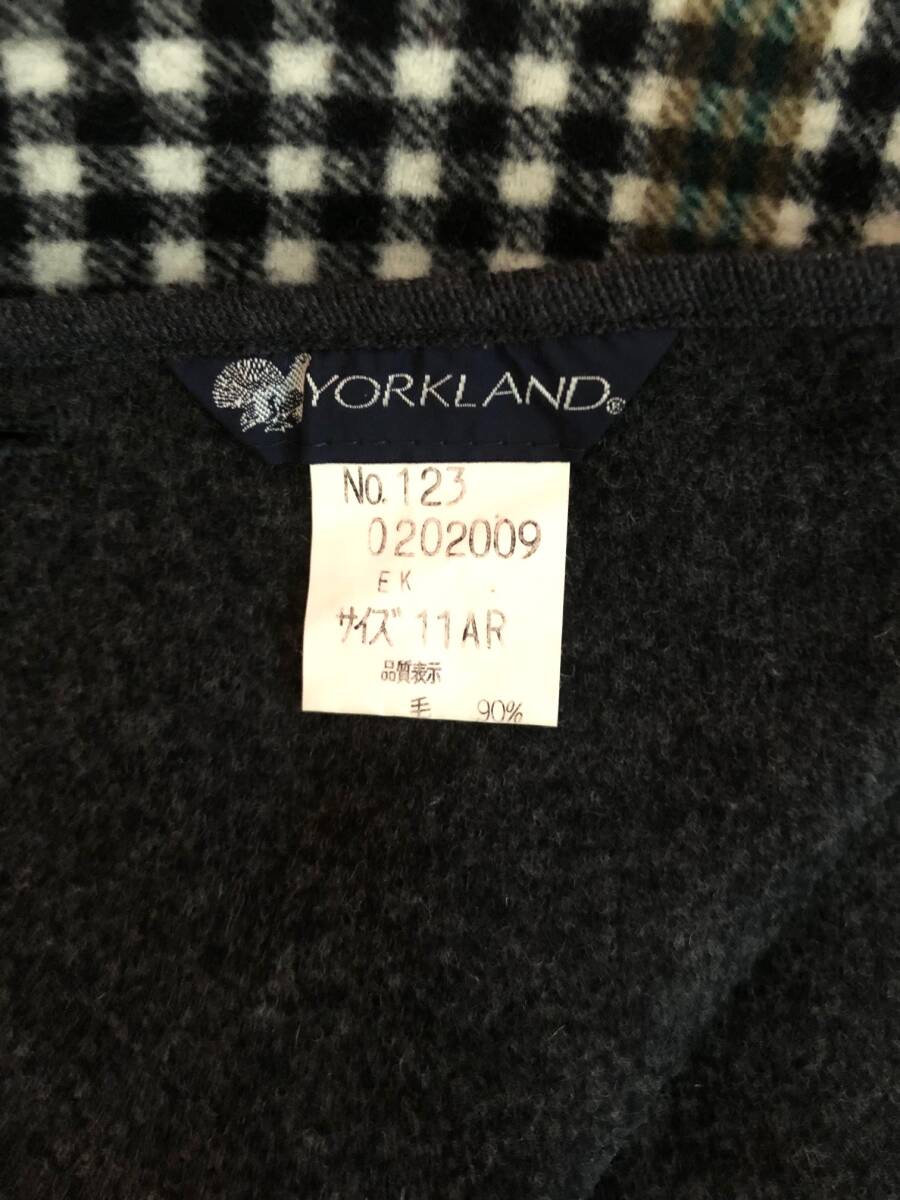 YORKLAND®
No.123
0202009
EK
サイズ 11AR
品質表示
毛 90%